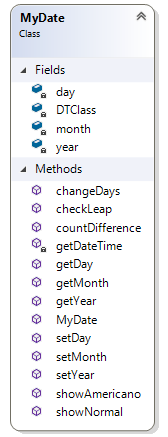 MyDate
Class
Fields
day
DTClass
month
year
Methods
changeDays
checkLeap
countDifference
getDateTime
getDay
getMonth
getYear
MyDate
setDay
setMonth
setYear
showAmericano
showNormal